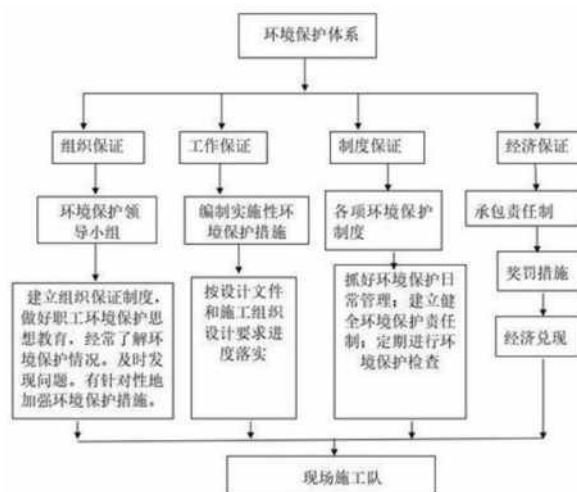 环境保护体系
组织保证
工作保证
制度保证
经济保证
环境保护领
导小组
编制实施性环
境保护措施
各项环境保护
制度
承包责任制
建立组织保证制度，
做好职工环境保护思
想教育，经常了解环
境保护情况。及时发
现问题。有针对性地
加强环境保护措施。
按设计文件
和施工组织
设计要求进
度落实
抓好环境保护日
常管理；建立健
全环境保护责任
制；定期进行环
境保护检查
奖罚措施
经济兑现
现场施工队